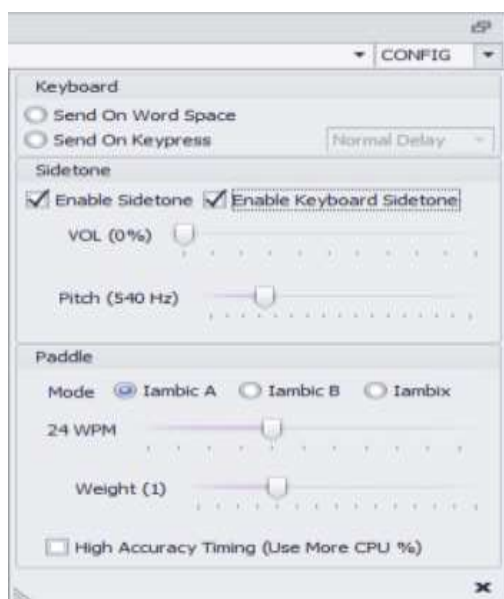 CONFIG
Keyboard
Send On Word Space
Send On Keypress Normal Delay
Sidetone
Enable Sidetone Enable Keyboard Sidetone
VOL (0%)
Pitch (540 Hz)
Paddle
Mode Iambic A Iambic B Iambix
24 WPM
Weight (1)
High Accuracy Timing (Use More CPU %)